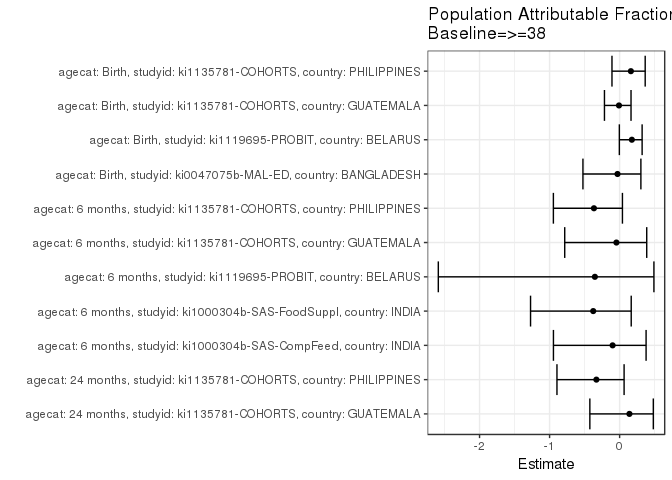 Population Attributable Fraction
Baseline=>=38
agecat: Birth, studyid: ki1135781-COHORTS, country: PHILIPPINES
agecat: Birth, studyid: ki1135781-COHORTS, country: GUATEMALA
agecat: Birth, studyid: ki1119695-PROBIT, country: BELARUS
agecat: Birth, studyid: ki0047075b-MAL-ED, country: BANGLADESH
agecat: 6 months, studyid: ki1135781-COHORTS, country: PHILIPPINES
agecat: 6 months, studyid: ki1135781-COHORTS, country: GUATEMALA
agecat: 6 months, studyid: ki1119695-PROBIT, country: BELARUS
agecat: 6 months, studyid: ki1000304b-SAS-FoodSuppl, country: INDIA
agecat: 6 months, studyid: ki1000304b-SAS-CompFeed, country: INDIA
agecat: 24 months, studyid: ki1135781-COHORTS, country: PHILIPPINES
agecat: 24 months, studyid: ki1135781-COHORTS, country: GUATEMALA
-2 -1 0
Estimate